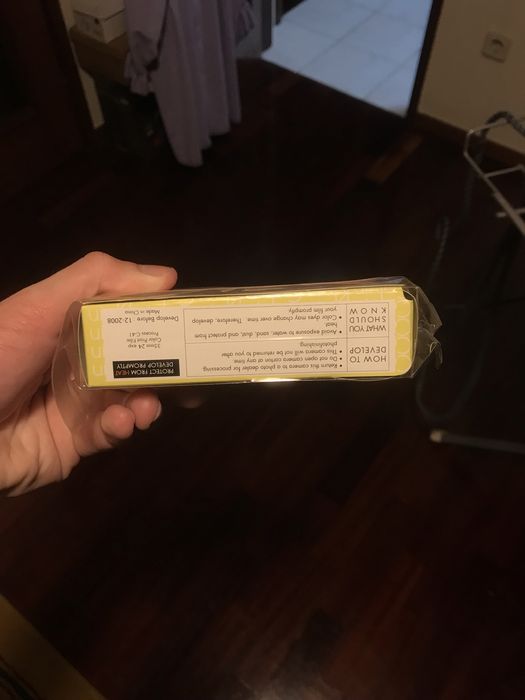 HOW TO
DEVELOP
• Return this camera to a photo dealer for processing
• Do not open camera carton at any time
• This camera will not be returned to you after
photofinishing
WHAT YOU
SHOULD
KNOW
• Avoid exposure to water, sand, dust, and protect from
heat
• Color dyes may change over time. Therefore, develop
your film promptly.
PROTECT FROM HEAT
DEVELOP PROMPTLY
35mm 24 exp
Color Print Film
Process C-41
Develop Before: 12-2008
Made in China